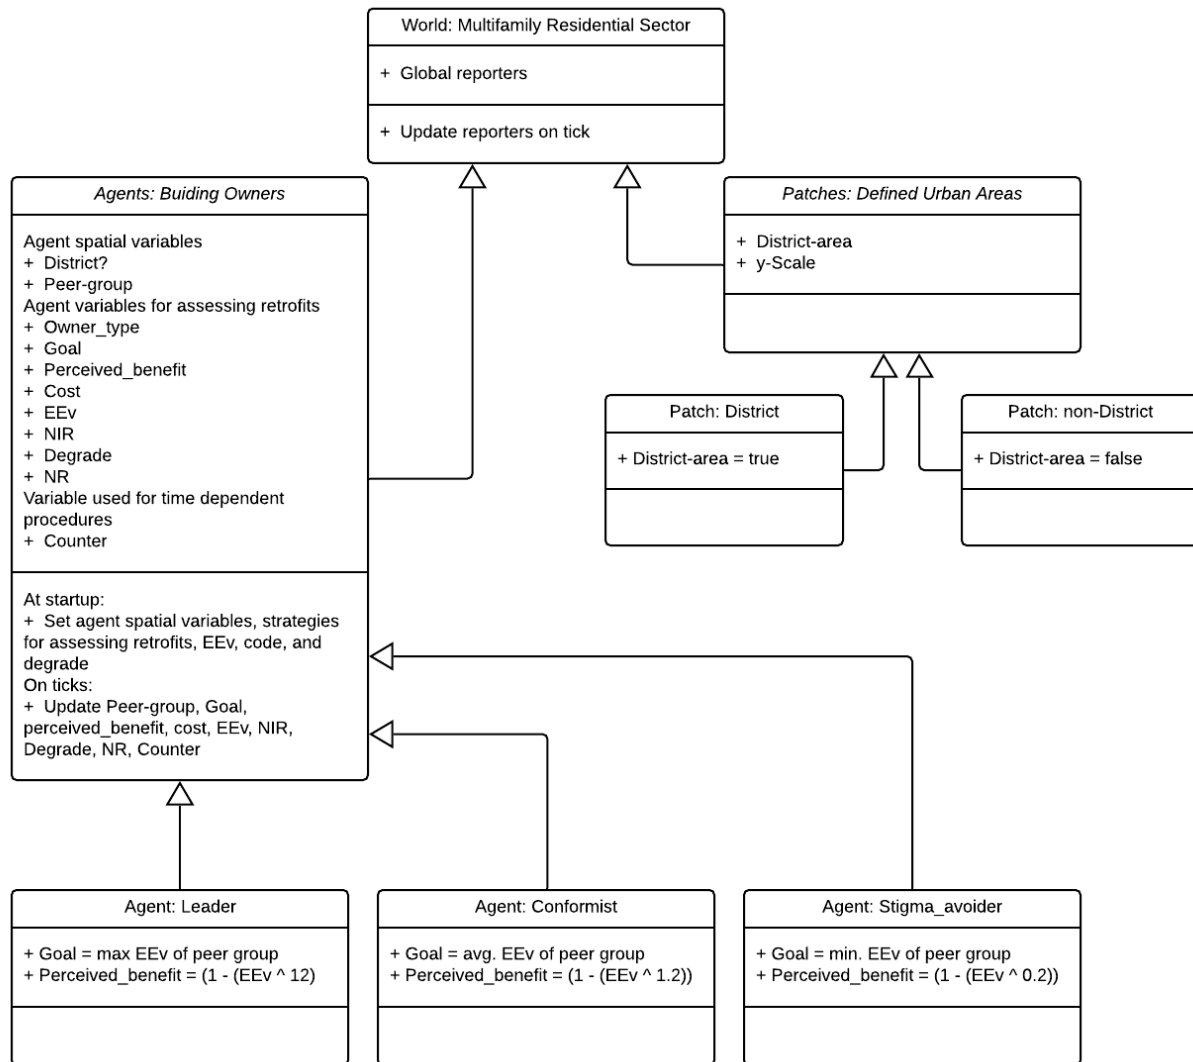 World: Multifamily Residential Sector
+ Global reporters
+ Update reporters on tick
Agents: Buiding Owners
Agent spatial variables
+ District?
+ Peer-group
Agent variables for assessing retrofits
+ Owner_type
+ Goal
+ Perceived_benefit
+ Cost
+ EEv
+ NIR
+ Degrade
+ NR
Variable used for time dependent
procedures
+ Counter
At startup:
+ Set agent spatial variables, strategies
for assessing retrofits, EEv, code, and
degrade
On ticks:
+ Update Peer-group, Goal,
perceived_benefit, cost, EEv, NIR,
Degrade, NR, Counter
Patches: Defined Urban Areas
+ District-area
+ y-Scale
Patch: District
+ District-area = true
Patch: non-District
+ District-area = false
Agent: Leader
+ Goal = max EEv of peer group
+ Perceived_benefit = (1 - (EEv ^ 12)
Agent: Conformist
+ Goal = avg. EEv of peer group
+ Perceived_benefit = (1 - (EEv ^ 1.2))
Agent: Stigma_avoider
+ Goal = min. EEv of peer group
+ Perceived_benefit = (1 - (EEv ^ 0.2))